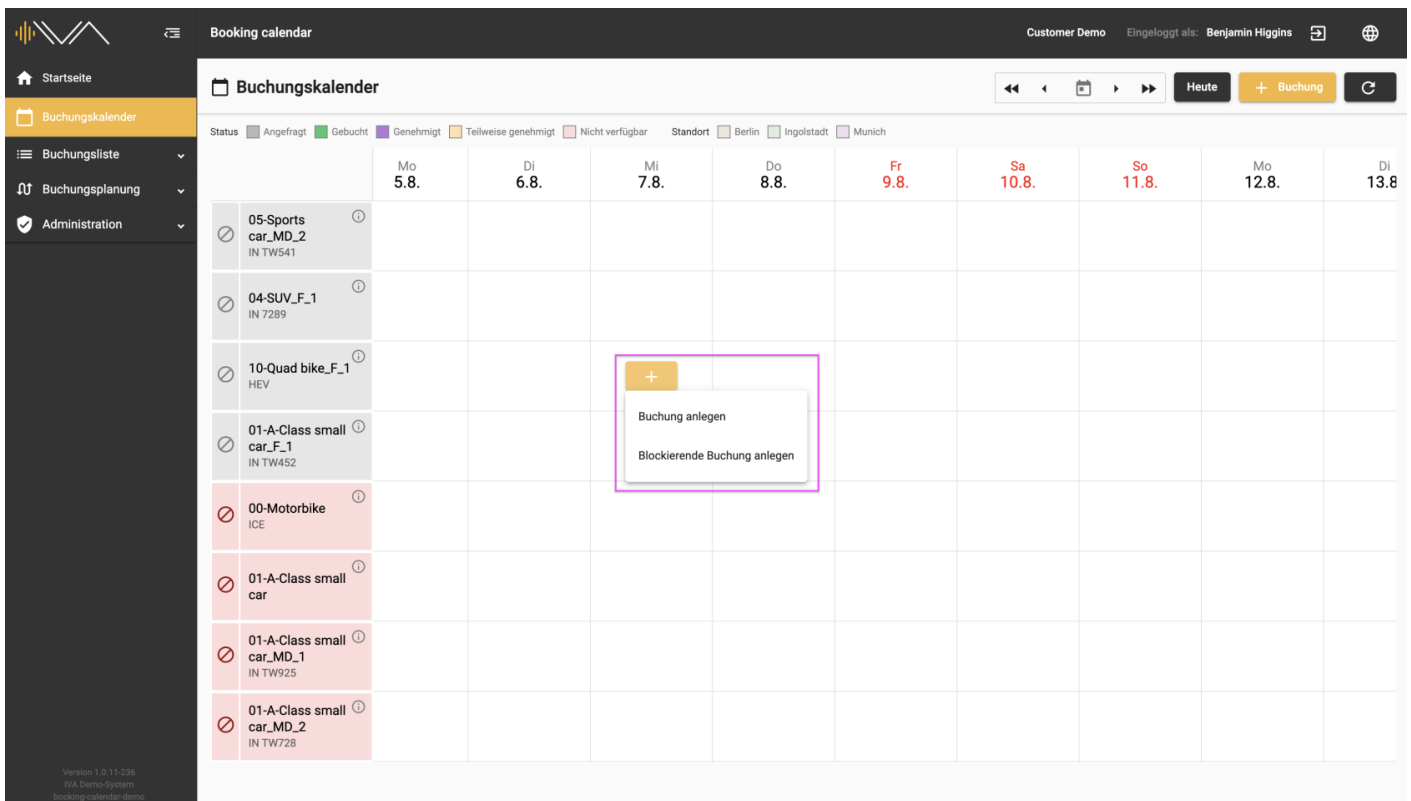 IVA
Booking calendar
Customer Demo
Eingeloggt als: Benjamin Higgins
Startseite
Buchungskalender
Buchungsliste
Buchungsplanung
Administration
Buchungskalender
Heute
+ Buchung
Status Angefragt Gebucht Genehmigt Teilweise genehmigt Nicht verfügbar Standort Berlin Ingolstadt Munich
Mo Di Mi Do Fr Sa So Mo Di
5.8. 6.8. 7.8. 8.8. 9.8. 10.8. 11.8. 12.8. 13.8
05-Sports
car_MD_2
IN TW541
04-SUV_F_1
IN 7289
10-Quad bike_F_1
HEV
+
Buchung anlegen
Blockierende Buchung anlegen
01-A-Class small
car_F_1
IN TW452
00-Motorbike
ICE
01-A-Class small
car
01-A-Class small
car_MD_1
IN TW925
01-A-Class small
car_MD_2
IN TW728
Version 1.0.11-236
IVA Demo-System
booking-calendar-demo